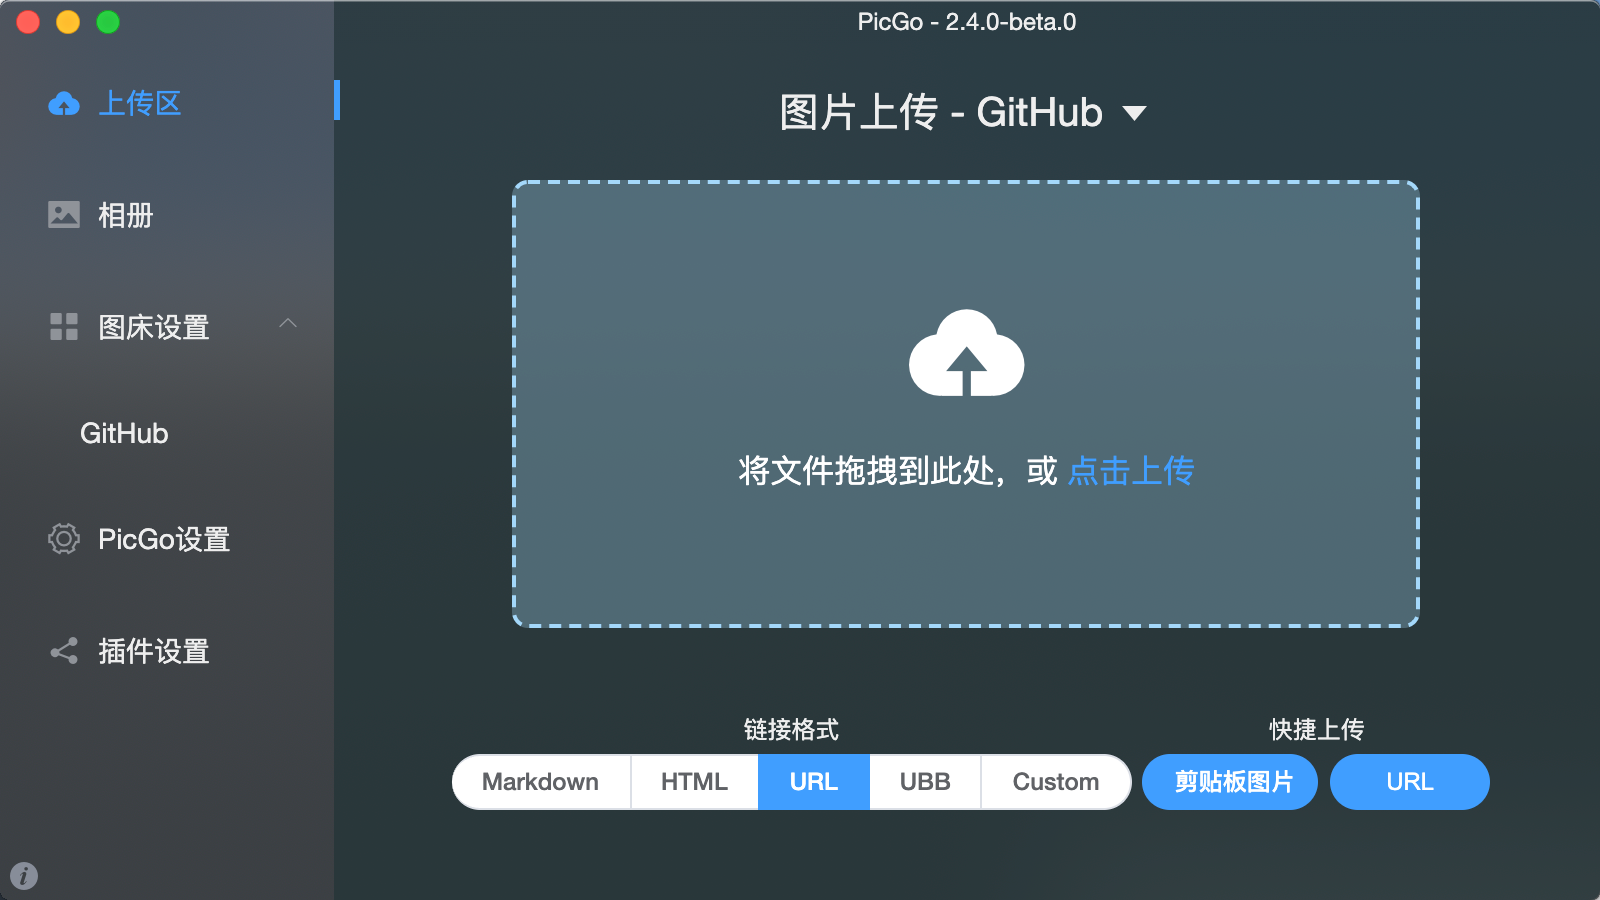 PicGo - 2.4.0-beta.0
上传区
相册
图床设置
GitHub
PicGo设置
插件设置
图片上传 - GitHub
将文件拖拽到此处，或 点击上传
链接格式
Markdown HTML URL UBB Custom
快捷上传
剪贴板图片 URL